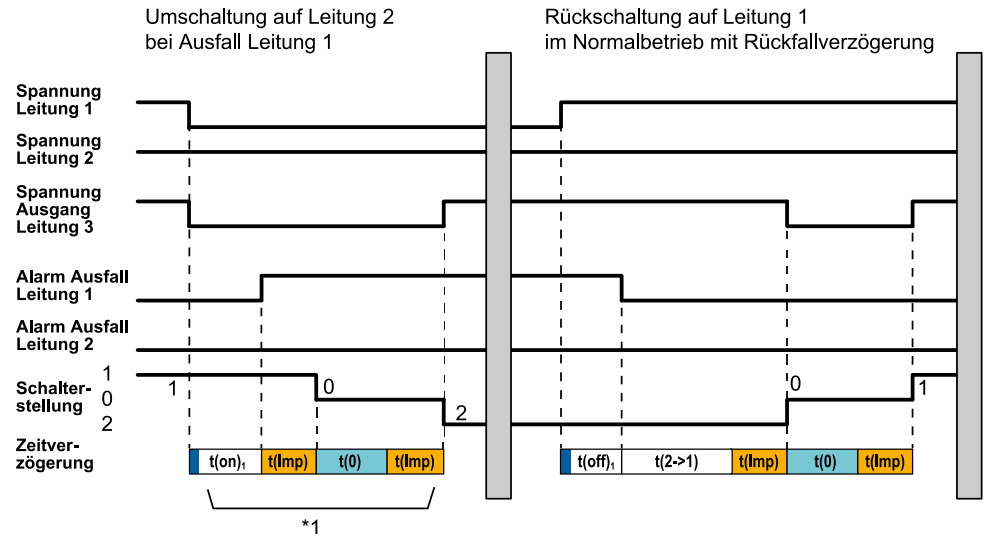 Umschaltung auf Leitung 2
bei Ausfall Leitung 1
Rückschaltung auf Leitung 1
im Normalbetrieb mit Rückfallverzögerung
Spannung
Leitung 1
Spannung
Leitung 2
Spannung
Ausgang
Leitung 3
Alarm Ausfall
Leitung 1
Alarm Ausfall
Leitung 2
Schalter-
stellung
1
0
2
1
0
2
0
1
Zeitver-
zögerung
t(on)₁
t(Imp)
t(0)
t(Imp)
t(off)₁
t(2->1)
t(Imp)
t(0)
t(Imp)
*1